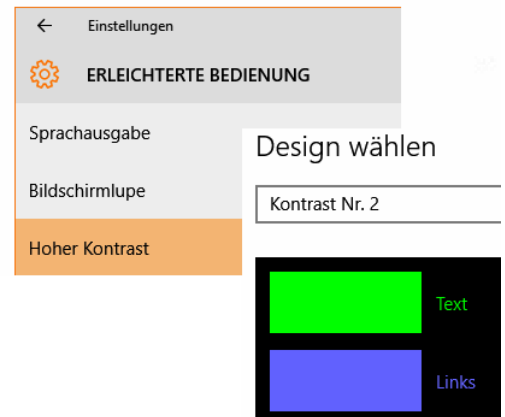 Einstellungen
ERLEICHTERTE BEDIENUNG
Sprachausgabe
Bildschirmlupe
Hoher Kontrast
Design wählen
Kontrast Nr. 2
Text
Links